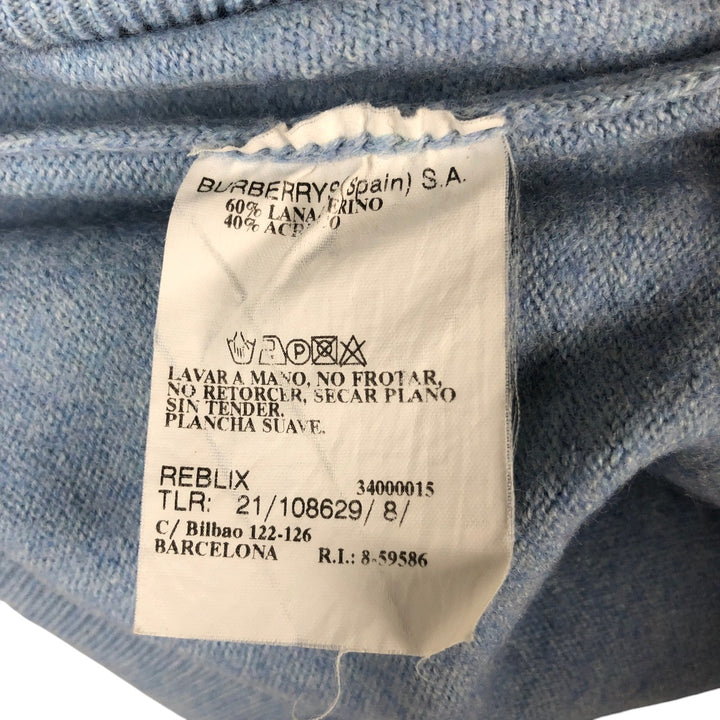 BURBERRYS (Spain) S.A.
60% LANA
40%
P
LAVAR A MANO, NO FROTAR,
NO RETORCER, SECAR PLANO
SIN TENDER.
PLANCHA SUAVE.
REBLIX 34000015
TLR: 21/108629/ 8/
C/ Bilbao 122-126
BARCELONA R.I.: 8-59586